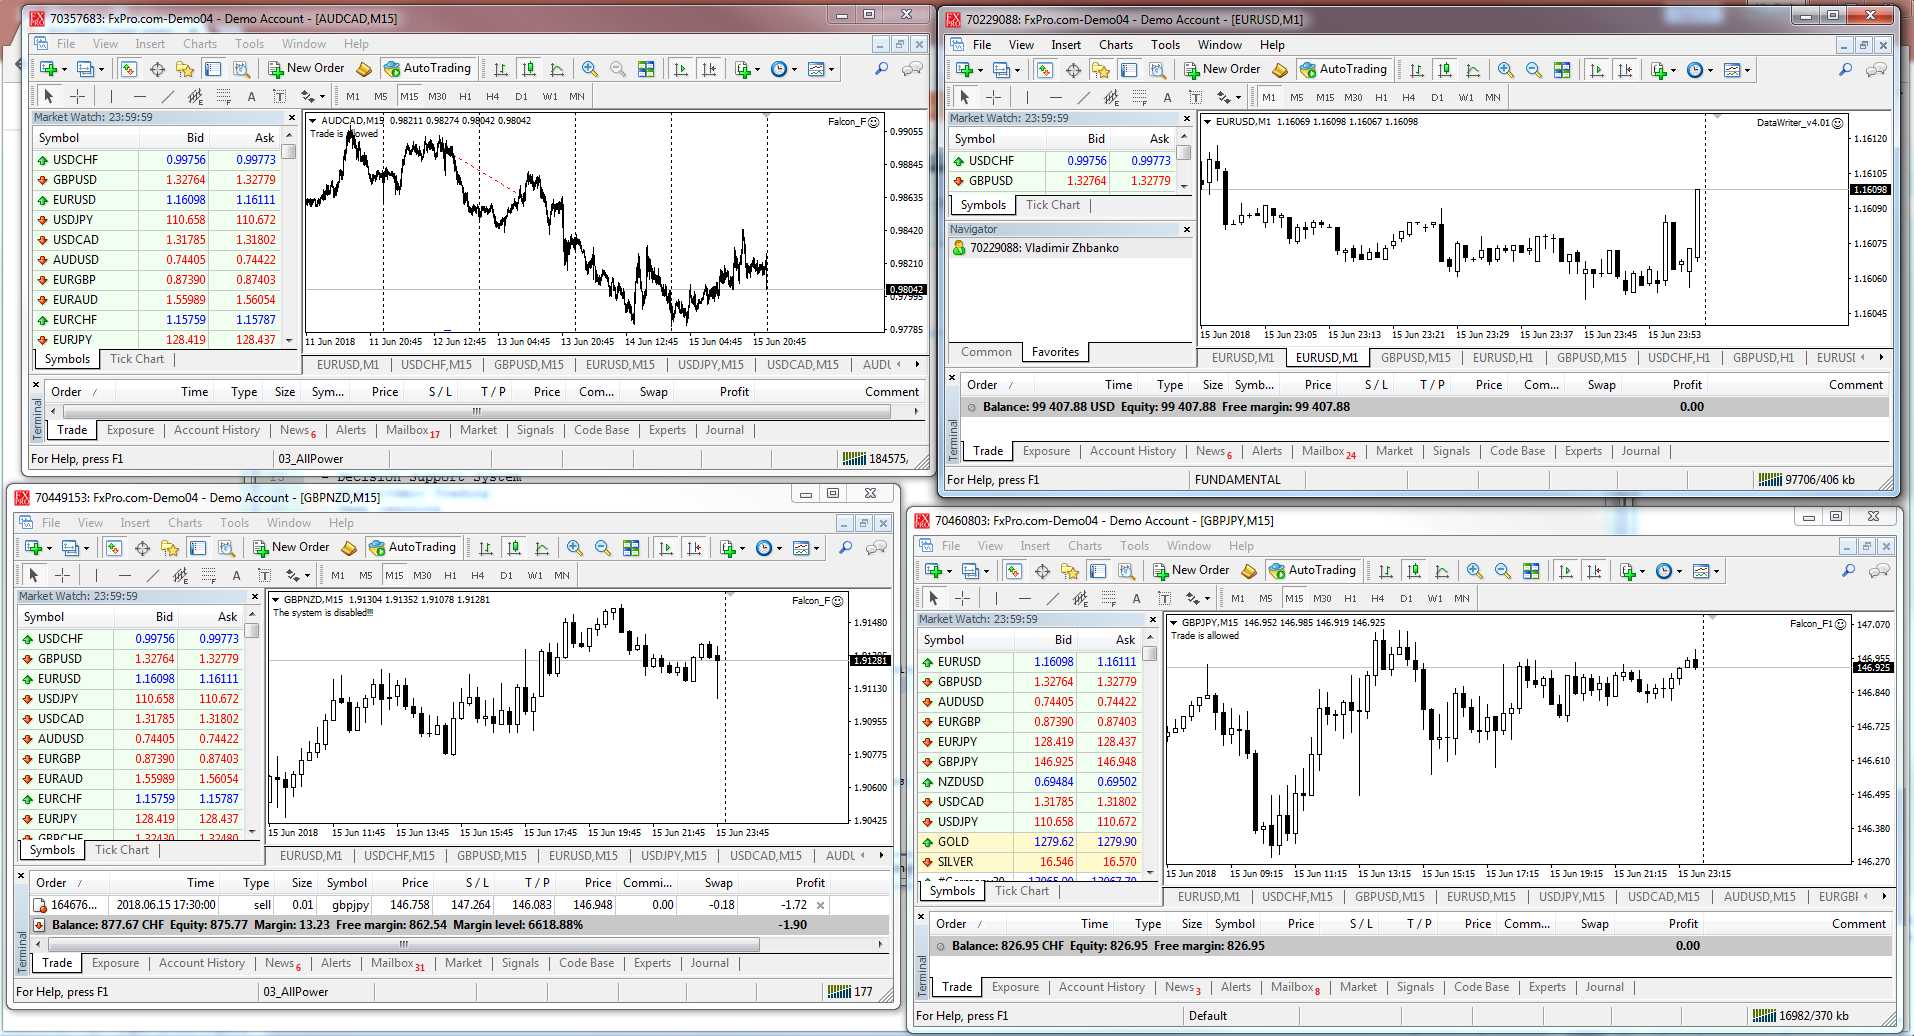 70357683: FxPro.com-Demo04 - Demo Account - [AUDCAD,M15]
File View Insert Charts Tools Window Help
New Order AutoTrading
A T M1 M5 M15 M30 H1 H4 D1 W1 MN
Market Watch: 23:59:59
Symbol Bid Ask
USDCHF 0.99756 0.99773
GBPUSD 1.32764 1.32779
EURUSD 1.16098 1.16111
USDJPY 110.658 110.672
USDCAD 1.31785 1.31802
AUDUSD 0.74405 0.74422
EURGBP 0.87390 0.87403
EURAUD 1.55989 1.56054
EURCHF 1.15759 1.15787
EURJPY 128.419 128.437
Symbols Tick Chart
AUDCAD,M15 0.98211 0.98274 0.98042 0.98042
Trade is allowed
Falcon_F
0.99055
0.98845
0.98635
0.98420
0.98210
0.98042
0.97995
0.97785
11 Jun 2018 11 Jun 20:45 12 Jun 12:45 13 Jun 04:45 13 Jun 20:45 14 Jun 12:45 15 Jun 04:45 15 Jun 20:45
EURUSD,M1 USDCHF,M15 GBPUSD,M15 EURUSD,M15 USDJPY,M15 USDCAD,M15 AUDU
Order Time Type Size Sym... Price S / L T / P Price Com... Swap Profit Comment
Terminal
Trade Exposure Account History News 6 Alerts Mailbox 17 Market Signals Code Base Experts Journal
For Help, press F1 03_AllPower 184575/
70229088: FxPro.com-Demo04 - Demo Account - [EURUSD,M1]
File View Insert Charts Tools Window Help
New Order AutoTrading
A T M1 M5 M15 M30 H1 H4 D1 W1 MN
Market Watch: 23:59:59
Symbol Bid Ask
USDCHF 0.99756 0.99773
GBPUSD 1.32764 1.32779
Symbols Tick Chart
Navigator
70229088: Vladimir Zhbanko
Common Favorites
EURUSD,M1 1.16069 1.16098 1.16067 1.16098
DataWriter_v4.01
1.16120
1.16105
1.16098
1.16090
1.16075
1.16060
1.16045
15 Jun 2018 15 Jun 23:05 15 Jun 23:13 15 Jun 23:21 15 Jun 23:29 15 Jun 23:37 15 Jun 23:45 15 Jun 23:53
EURUSD,M1 EURUSD,M1 GBPUSD,M15 EURUSD,H1 GBPUSD,M15 USDCHF,H1 GBPUSD,H1 EURUSI
Order Time Type Size Symb... Price S / L T / P Price Com... Swap Profit Comment
Balance: 99 407.88 USD Equity: 99 407.88 Free margin: 99 407.88 0.00
Terminal
Trade Exposure Account History News 6 Alerts Mailbox 24 Market Signals Code Base Experts Journal
For Help, press F1 FUNDAMENTAL 97706/406 kb
- Decision Support System
70449153: FxPro.com-Demo04 - Demo Account - [GBPNZD,M15]
File View Insert Charts Tools Window Help
New Order AutoTrading
A T M1 M5 M15 M30 H1 H4 D1 W1 MN
Market Watch: 23:59:59
Symbol Bid Ask
USDCHF 0.99756 0.99773
GBPUSD 1.32764 1.32779
EURUSD 1.16098 1.16111
USDJPY 110.658 110.672
USDCAD 1.31785 1.31802
AUDUSD 0.74405 0.74422
EURGBP 0.87390 0.87403
EURAUD 1.55989 1.56054
EURCHF 1.15759 1.15787
EURJPY 128.419 128.437
GBPCHF 1.32430 1.32480
Symbols Tick Chart
GBPNZD,M15 1.91304 1.91352 1.91078 1.91281
The system is disabled!!!
Falcon_F
1.91480
1.91281
1.91130
1.90955
1.90775
1.90600
1.90425
15 Jun 2018 15 Jun 11:45 15 Jun 13:45 15 Jun 15:45 15 Jun 17:45 15 Jun 19:45 15 Jun 21:45 15 Jun 23:45
EURUSD,M1 USDCHF,M15 GBPUSD,M15 EURUSD,M15 USDJPY,M15 USDCAD,M15 AUDU
Order Time Type Size Symbol Price S / L T / P Price Commi... Swap Profit
164676... 2018.06.15 17:30:00 sell 0.01 gbpjpy 146.758 147.264 146.083 146.948 0.00 -0.18 -1.72
Balance: 877.67 CHF Equity: 875.77 Margin: 13.23 Free margin: 862.54 Margin level: 6618.88% -1.90
Terminal
Trade Exposure Account History News 6 Alerts Mailbox 31 Market Signals Code Base Experts Journal
For Help, press F1 03_AllPower 177
70460803: FxPro.com-Demo04 - Demo Account - [GBPJPY,M15]
File View Insert Charts Tools Window Help
New Order AutoTrading
A T M1 M5 M15 M30 H1 H4 D1 W1 MN
Market Watch: 23:59:59
Symbol Bid Ask
EURUSD 1.16098 1.16111
GBPUSD 1.32764 1.32779
AUDUSD 0.74405 0.74422
EURGBP 0.87390 0.87403
EURJPY 128.419 128.437
GBPJPY 146.925 146.948
NZDUSD 0.69484 0.69502
USDCAD 1.31785 1.31802
USDJPY 110.658 110.672
GOLD 1279.62 1279.90
SILVER 16.546 16.570
Symbols Tick Chart
GBPJPY,M15 146.952 146.985 146.919 146.925
Trade is allowed
Falcon_F1
147.070
146.955
146.925
146.840
146.725
146.610
146.495
146.380
146.270
15 Jun 2018 15 Jun 09:15 15 Jun 11:15 15 Jun 13:15 15 Jun 15:15 15 Jun 17:15 15 Jun 19:15 15 Jun 21:15 15 Jun 23:15
EURUSD,M1 USDCHF,M15 GBPUSD,M15 EURUSD,M15 USDJPY,M15 USDCAD,M15 AUDUSD,M15 EURGBI
Order Time Type Size Symbol Price S / L T / P Price Comm... Swap Profit Comment
Balance: 826.95 CHF Equity: 826.95 Free margin: 826.95 0.00
Terminal
Trade Exposure Account History News 3 Alerts Mailbox 8 Market Signals Code Base Experts Journal
For Help, press F1 Default 16982/370 kb